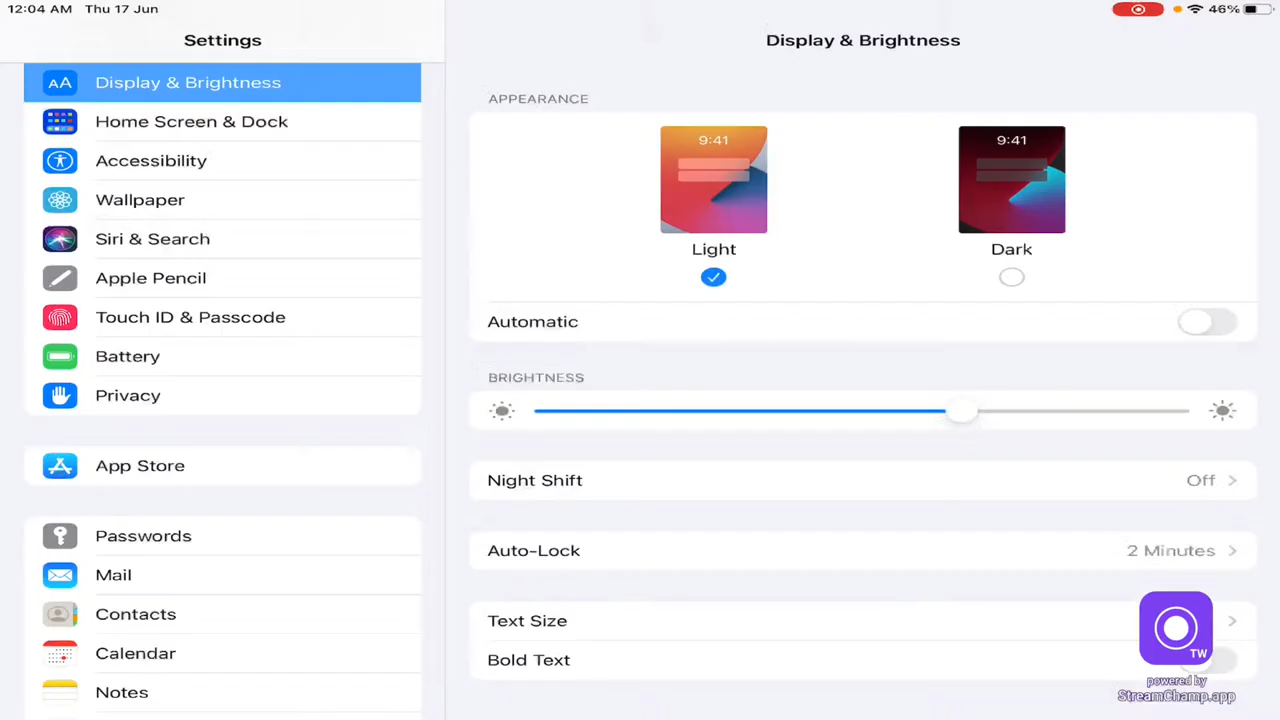 12:04 AM Thu 17 Jun
46%
Settings
Display & Brightness
AA Display & Brightness
Home Screen & Dock
Accessibility
Wallpaper
Siri & Search
Apple Pencil
Touch ID & Passcode
Battery
Privacy
App Store
Passwords
Mail
Contacts
Calendar
Notes
APPEARANCE
9:41
9:41
Light
Dark
Automatic
BRIGHTNESS
Night Shift Off
Auto-Lock 2 Minutes
Text Size
Bold Text
TW
powered by
StreamChamp.app